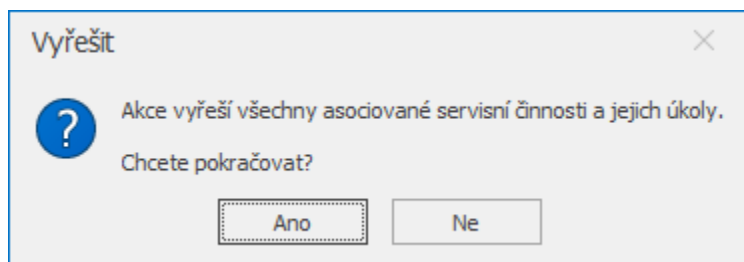 Vyřešit
Akce vyřeší všechny asociované servisní činnosti a jejich úkoly.
Chcete pokračovat?
Ano
Ne